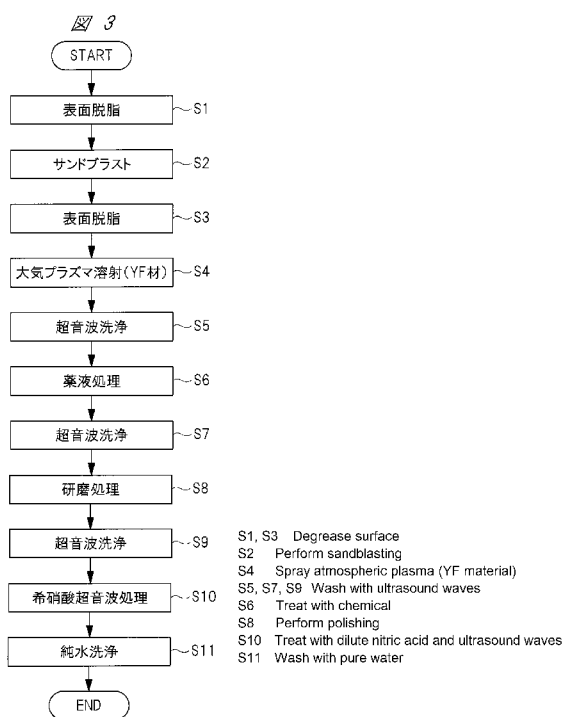 図 3
START
表面脱脂 S1
サンドブラスト S2
表面脱脂 S3
大気プラズマ溶射(YF材) S4
超音波洗浄 S5
薬液処理 S6
超音波洗浄 S7
研磨処理 S8
超音波洗浄 S9
希硝酸超音波処理 S10
純水洗浄 S11
END
S1, S3 Degrease surface
S2 Perform sandblasting
S4 Spray atmospheric plasma (YF material)
S5, S7, S9 Wash with ultrasound waves
S6 Treat with chemical
S8 Perform polishing
S10 Treat with dilute nitric acid and ultrasound waves
S11 Wash with pure water